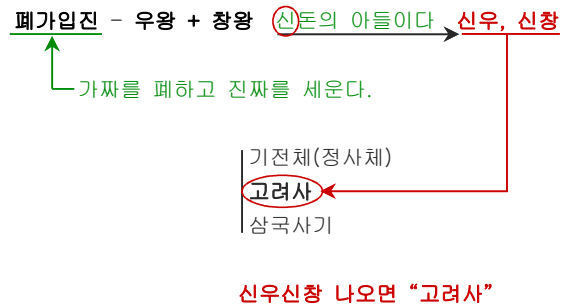 폐가입진 - 우왕 + 창왕 신돈의 아들이다 신우, 신창
가짜를 폐하고 진짜를 세운다.
기전체(정사체)
고려사
삼국사기
신우신창 나오면 “고려사”